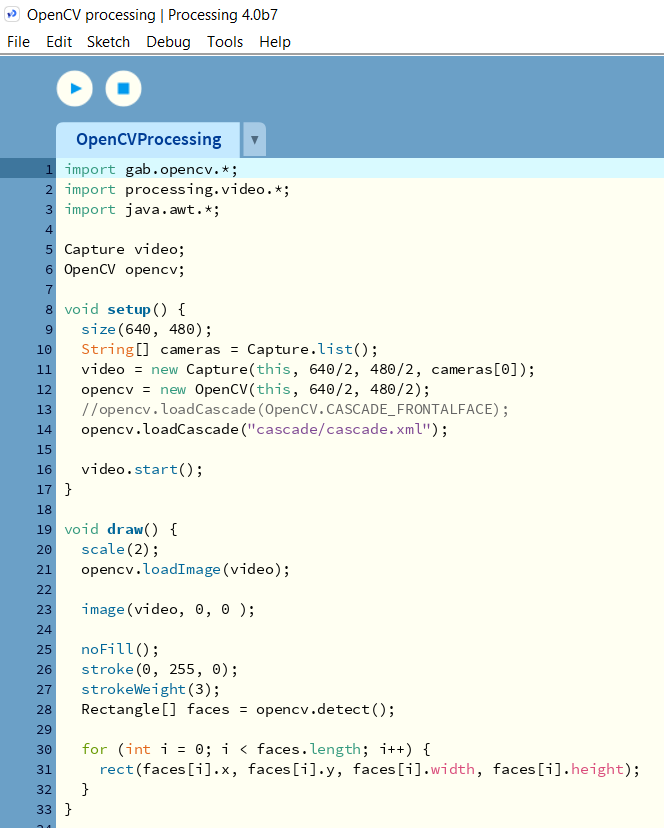 OpenCV processing | Processing 4.0b7
File Edit Sketch Debug Tools Help
OpenCVProcessing
1 import gab.opencv.*;
2 import processing.video.*;
3 import java.awt.*;
4
5 Capture video;
6 OpenCV opencv;
7
8 void setup() {
9   size(640, 480);
10   String[] cameras = Capture.list();
11   video = new Capture(this, 640/2, 480/2, cameras[0]);
12   opencv = new OpenCV(this, 640/2, 480/2);
13   //opencv.loadCascade(OpenCV.CASCADE_FRONTALFACE);
14   opencv.loadCascade("cascade/cascade.xml");
15
16   video.start();
17 }
18
19 void draw() {
20   scale(2);
21   opencv.loadImage(video);
22
23   image(video, 0, 0 );
24
25   noFill();
26   stroke(0, 255, 0);
27   strokeWeight(3);
28   Rectangle[] faces = opencv.detect();
29
30   for (int i = 0; i < faces.length; i++) {
31     rect(faces[i].x, faces[i].y, faces[i].width, faces[i].height);
32   }
33 }